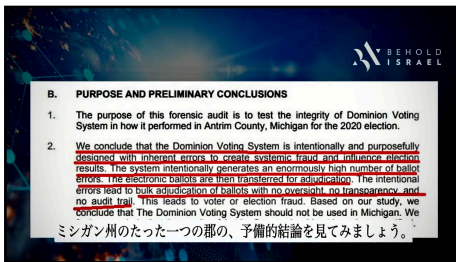 BEHOLD
ISRAEL
B. PURPOSE AND PRELIMINARY CONCLUSIONS
1. The purpose of this forensic audit is to test the integrity of Dominion Voting
System in how it performed in Antrim County, Michigan for the 2020 election.
2. We conclude that the Dominion Voting System is intentionally and purposefully
designed with inherent errors to create systemic fraud and influence election
results. The system intentionally generates an enormously high number of ballot
errors. The electronic ballots are then transferred for adjudication. The intentional
errors lead to bulk adjudication of ballots with no oversight, no transparency, and
no audit trail. This leads to voter or election fraud. Based on our study, we
conclude that The Dominion Voting System should not be used in Michigan. We
ミシガン州のたった一つの郡の、予備的結論を見てみましょう。